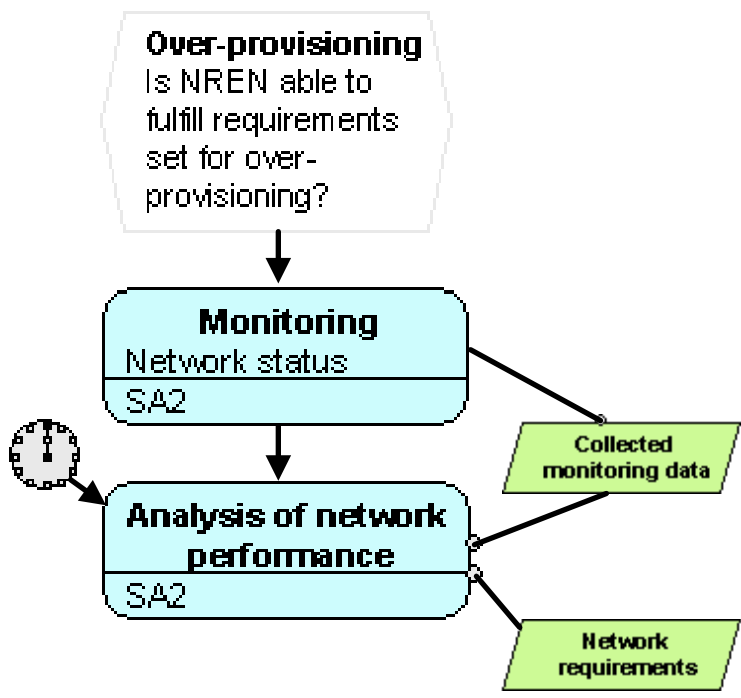 Over-provisioning
Is NREN able to
fulfill requirements
set for over-
provisioning?
Monitoring
Network status
SA2
Collected
monitoring data
Analysis of network
performance
SA2
Network
requirements